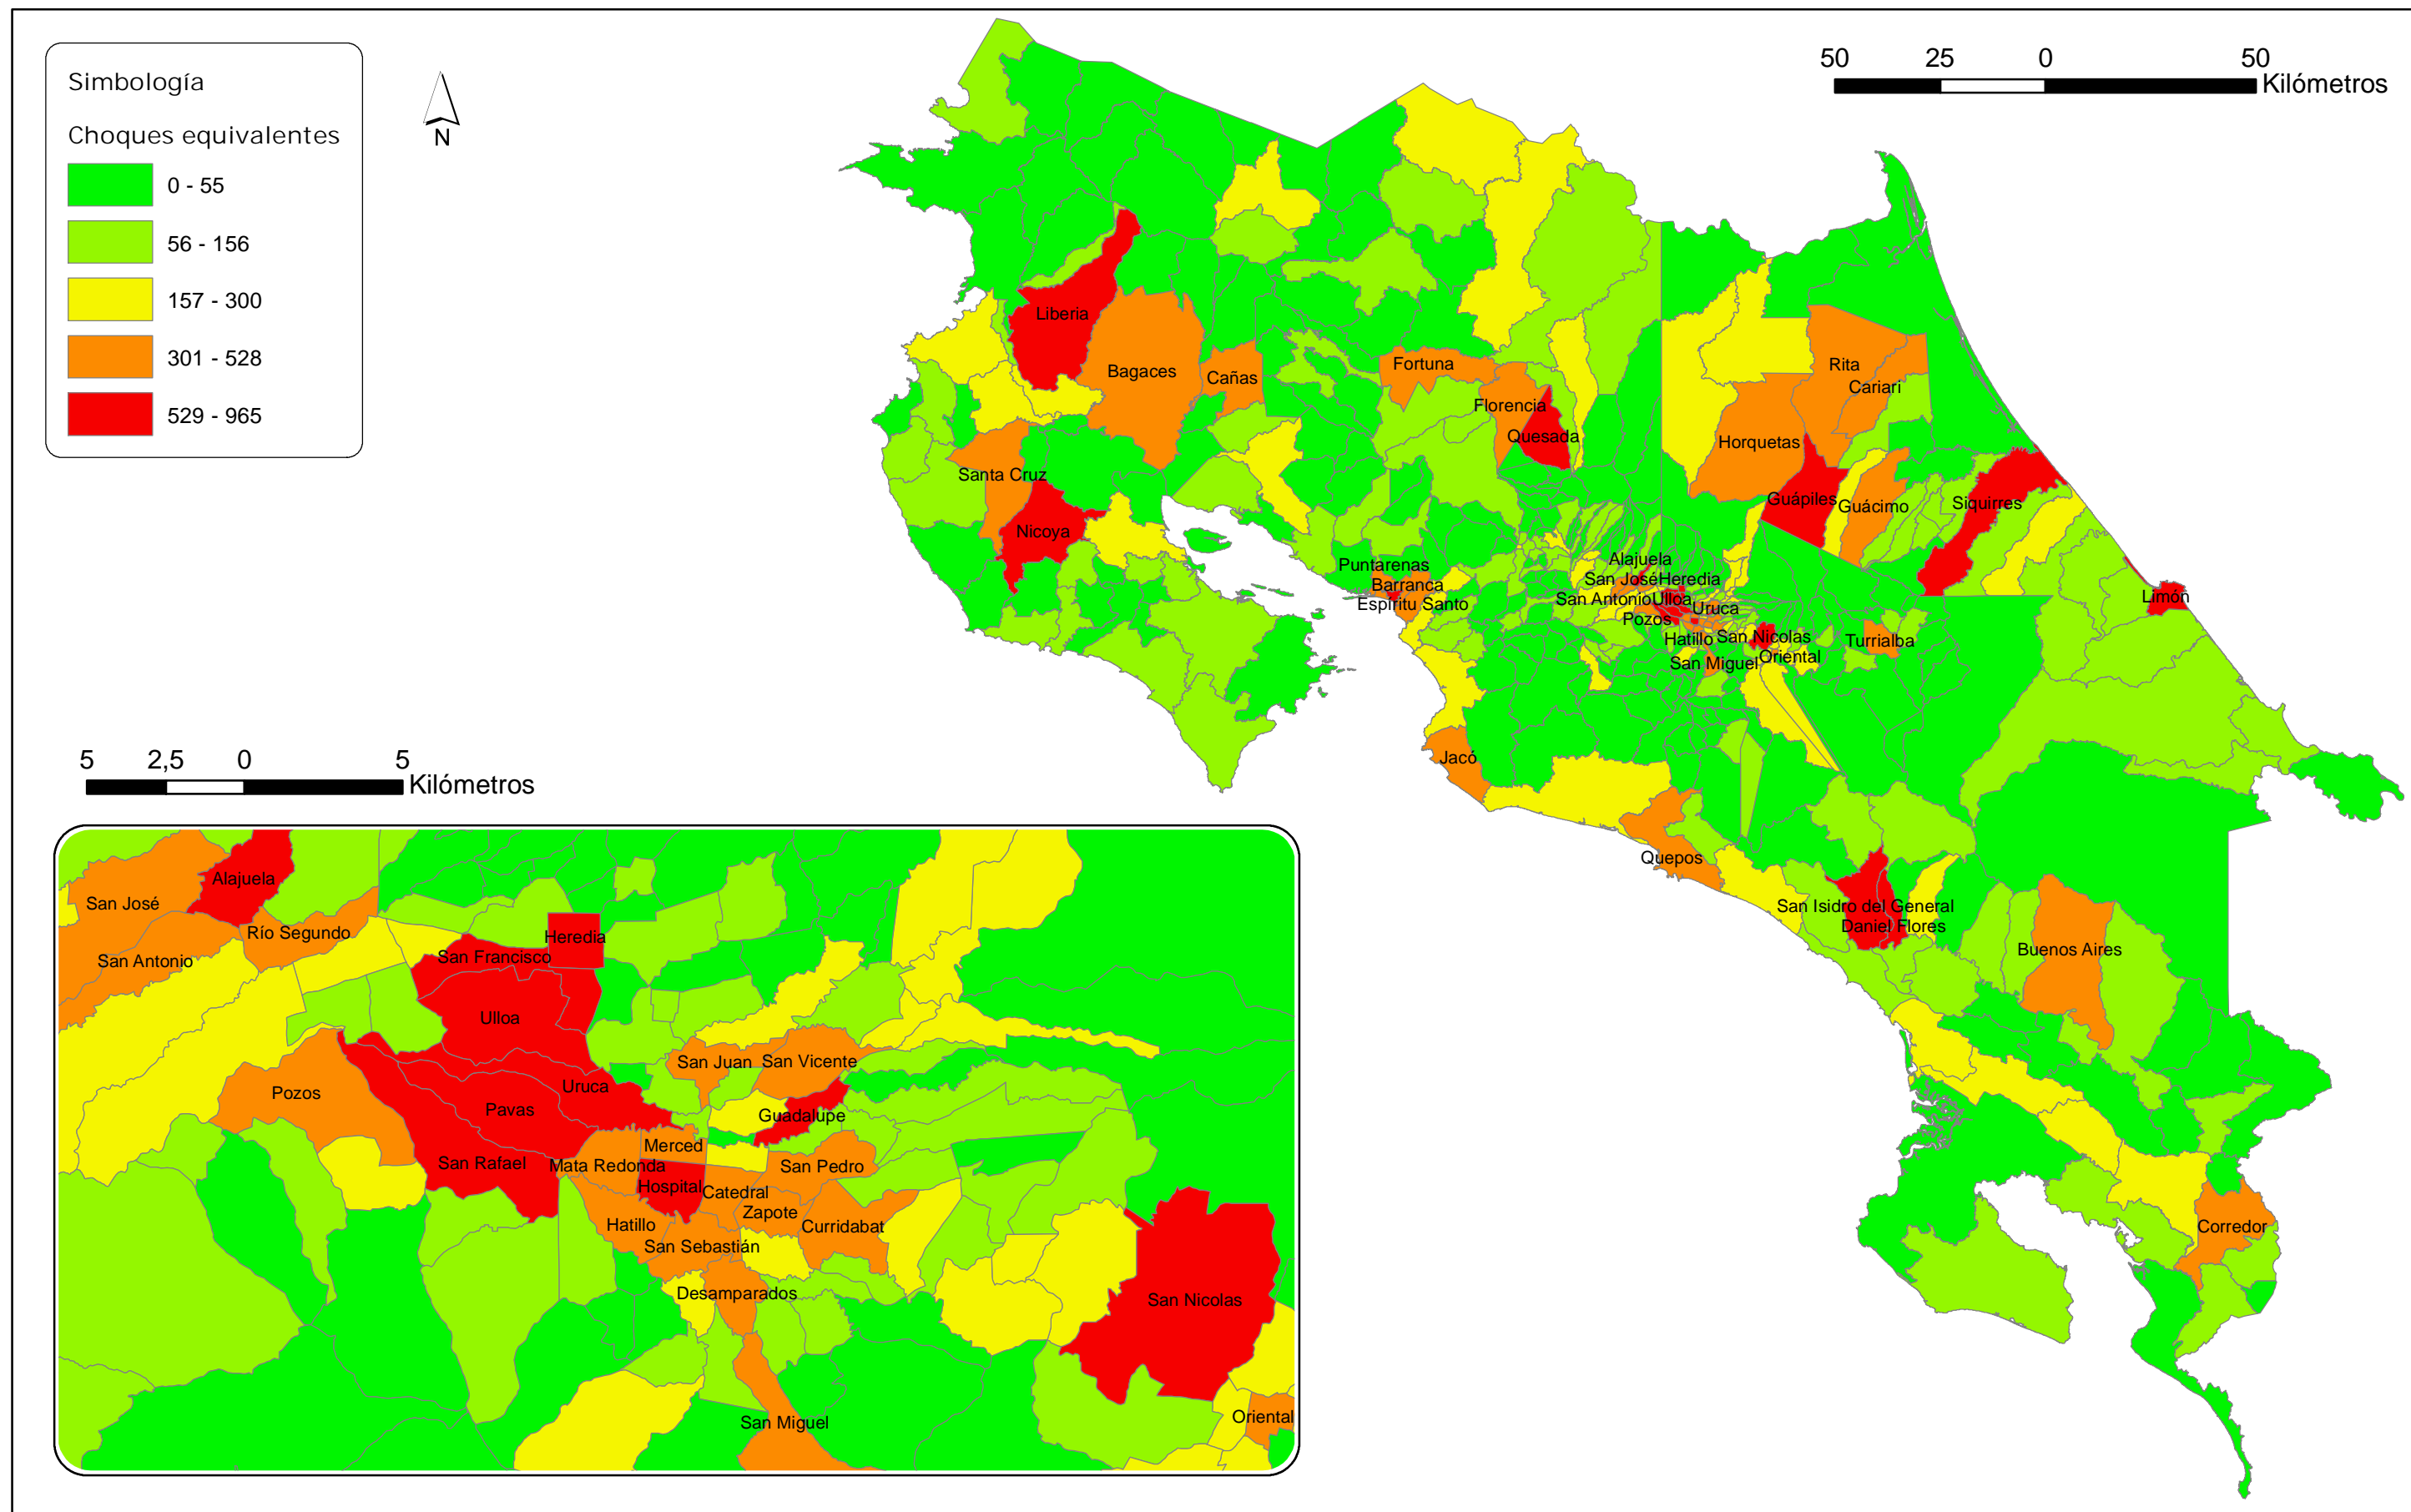 Simbología
Choques equivalentes
0 - 55
56 - 156
157 - 300
301 - 528
529 - 965
N
50 25 0 50
Kilómetros
Liberia
Bagaces
Cañas
Fortuna
Florencia
Quesada
Rita
Cariari
Horquetas
Santa Cruz
Nicoya
Guápiles
Guácimo
Siquirres
Puntarenas
Barranca
Espíritu Santo
Alajuela
San José
Heredia
San Antonio
Ulloa
Uruca
Pozos
Hatillo
San Nicolas
San Miguel
Oriental
Turrialba
Limón
Jacó
Quepos
San Isidro del General
Daniel Flores
Buenos Aires
Corredor
5 2,5 0 5
Kilómetros
Alajuela
San José
Río Segundo
San Antonio
Heredia
San Francisco
Ulloa
Pozos
Uruca
Pavas
San Juan
San Vicente
Guadalupe
San Rafael
Merced
Mata Redonda
San Pedro
Hospital
Catedral
Zapote
Hatillo
Curridabat
San Sebastián
Desamparados
San Nicolas
San Miguel
Oriental